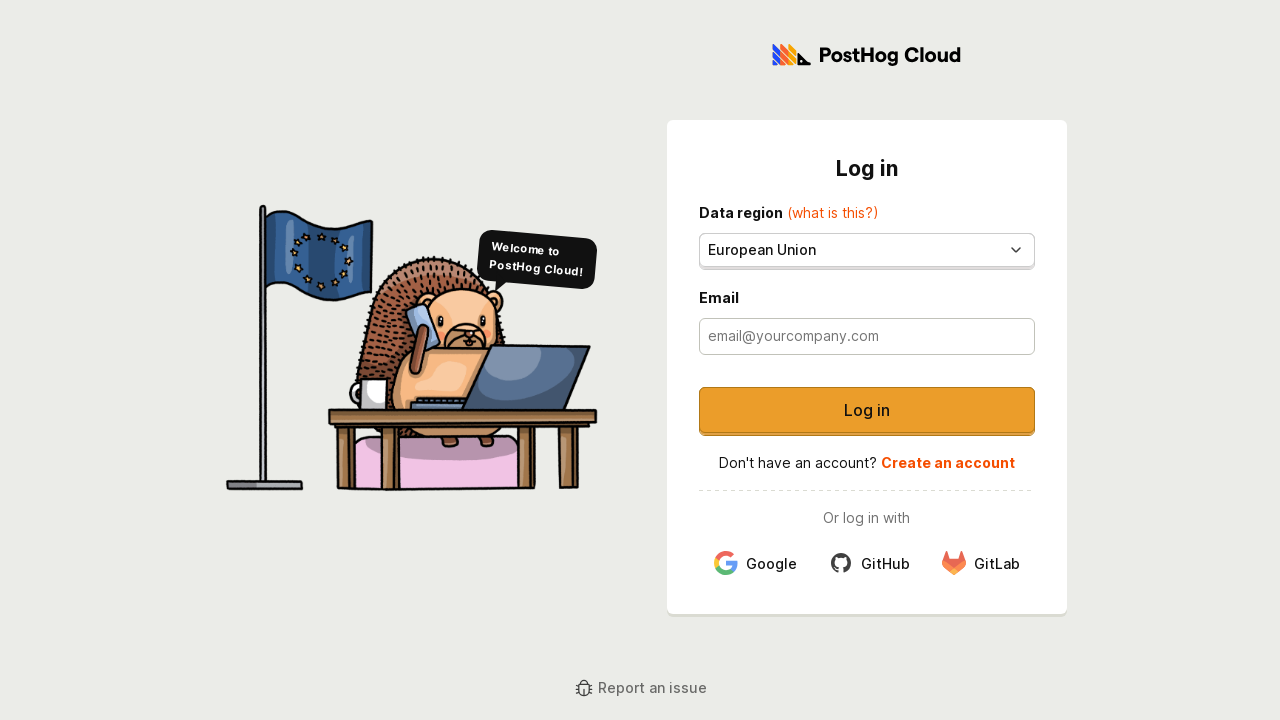 PostHog Cloud
Welcome to
PostHog Cloud!
Log in
Data region (what is this?)
European Union
Email
email@yourcompany.com
Log in
Don't have an account? Create an account
Or log in with
Google
GitHub
GitLab
Report an issue